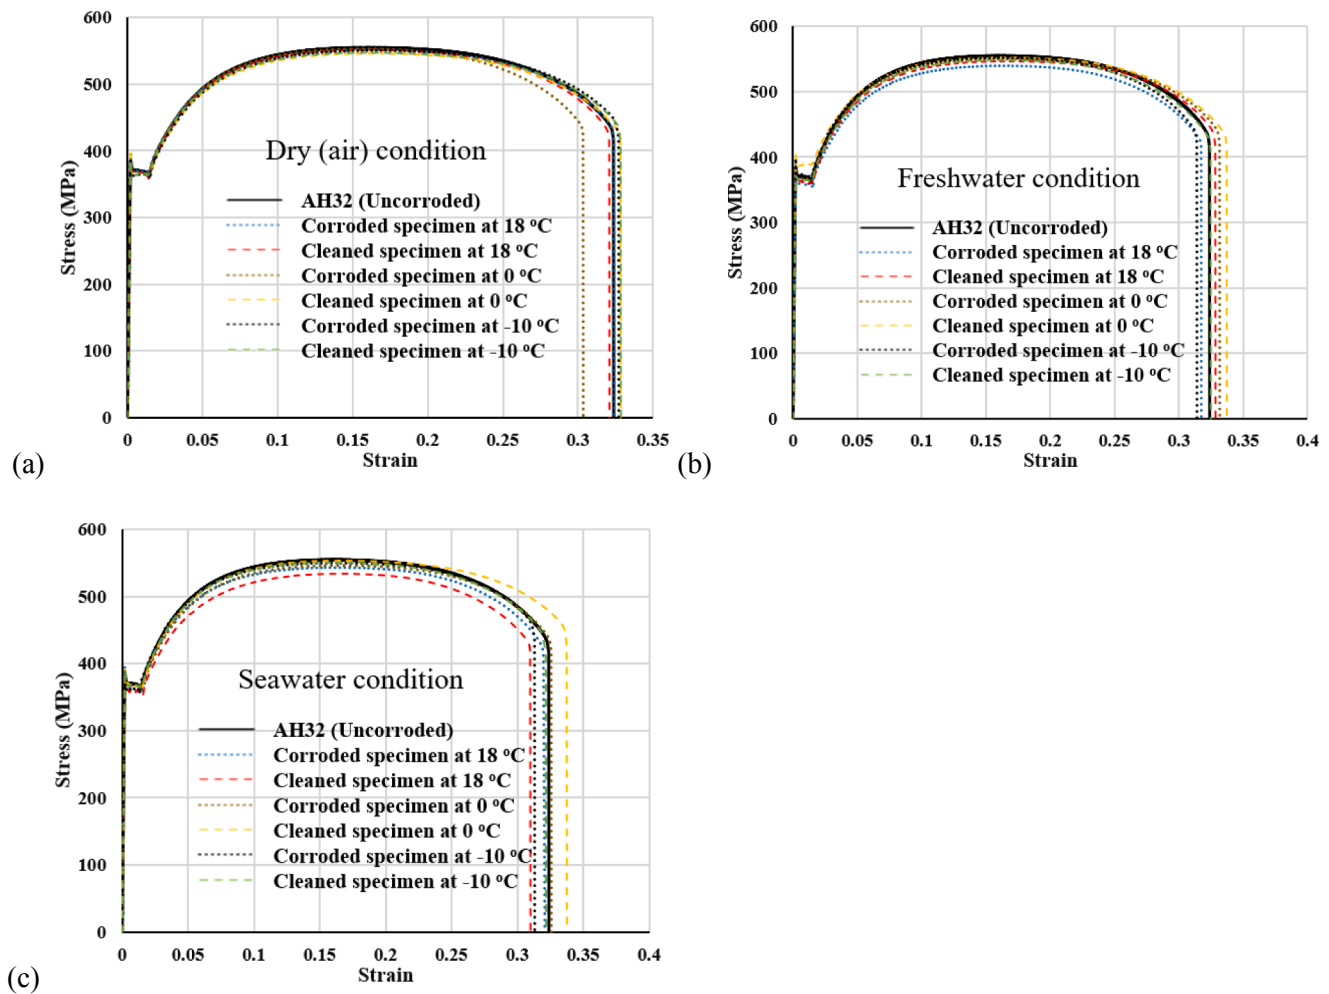 600
500
400
300
200
100
0
Stress (MPa)
Dry (air) condition
AH32 (Uncorroded)
Corroded specimen at 18 °C
Cleaned specimen at 18 °C
Corroded specimen at 0 °C
Cleaned specimen at 0 °C
Corroded specimen at -10 °C
Cleaned specimen at -10 °C
0 0.05 0.1 0.15 0.2 0.25 0.3 0.35
Strain
(a)
600
500
400
300
200
100
0
Stress (MPa)
Freshwater condition
AH32 (Uncorroded)
Corroded specimen at 18 °C
Cleaned specimen at 18 °C
Corroded specimen at 0 °C
Cleaned specimen at 0 °C
Corroded specimen at -10 °C
Cleaned specimen at -10 °C
0 0.05 0.1 0.15 0.2 0.25 0.3 0.35 0.4
Strain
(b)
600
500
400
300
200
100
0
Stress (MPa)
Seawater condition
AH32 (Uncorroded)
Corroded specimen at 18 °C
Cleaned specimen at 18 °C
Corroded specimen at 0 °C
Cleaned specimen at 0 °C
Corroded specimen at -10 °C
Cleaned specimen at -10 °C
0 0.05 0.1 0.15 0.2 0.25 0.3 0.35 0.4
Strain
(c)